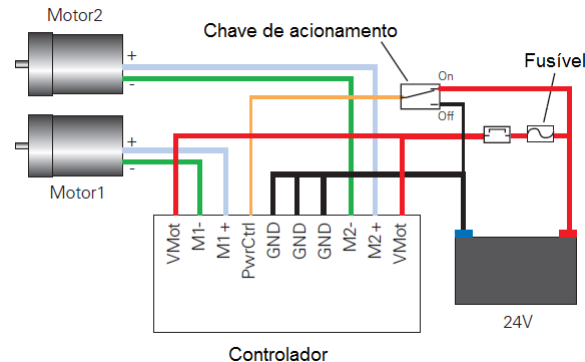 Motor2
Chave de acionamento
Fusível
+
-
On
Off
+
-
Motor1
VMot
M1-
M1+
PwrCtrl
GND
GND
GND
M2-
M2+
VMot
24V
Controlador